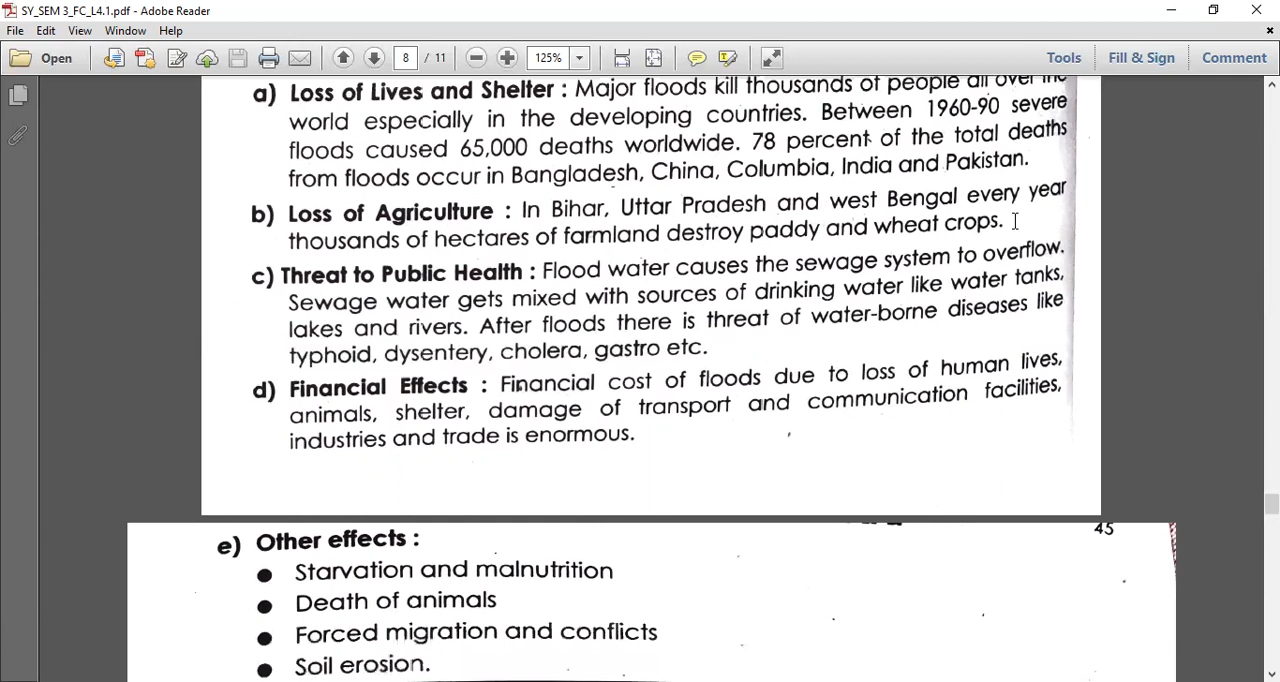 SY_SEM 3_FC_L4.1.pdf - Adobe Reader
File Edit View Window Help
Open 8 / 11 125% Tools Fill & Sign Comment
a) Loss of Lives and Shelter : Major floods kill thousands of people all over the
world especially in the developing countries. Between 1960-90 severe
floods caused 65,000 deaths worldwide. 78 percent of the total deaths
from floods occur in Bangladesh, China, Columbia, India and Pakistan.
b) Loss of Agriculture : In Bihar, Uttar Pradesh and west Bengal every year
thousands of hectares of farmland destroy paddy and wheat crops.
c) Threat to Public Health : Flood water causes the sewage system to overflow.
Sewage water gets mixed with sources of drinking water like water tanks,
lakes and rivers. After floods there is threat of water-borne diseases like
typhoid, dysentery, cholera, gastro etc.
d) Financial Effects : Financial cost of floods due to loss of human lives,
animals, shelter, damage of transport and communication facilities,
industries and trade is enormous.
45
e) Other effects :
● Starvation and malnutrition
● Death of animals
● Forced migration and conflicts
● Soil erosion.